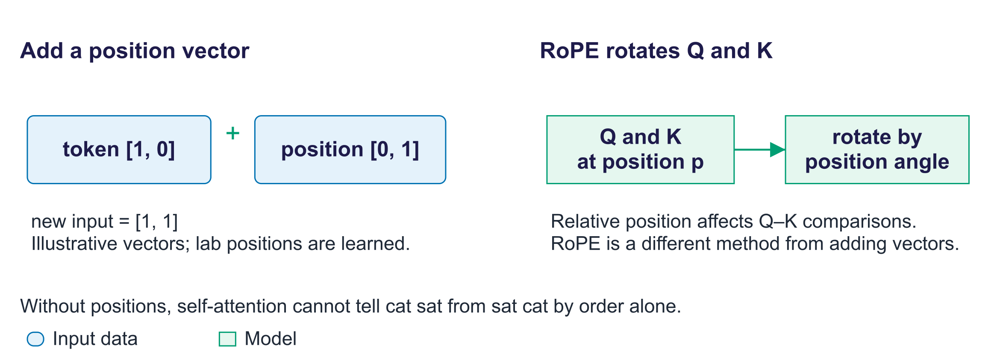 Add a position vector
token [1, 0]
+
position [0, 1]
new input = [1, 1]
Illustrative vectors; lab positions are learned.
RoPE rotates Q and K
Q and K
at position p
rotate by
position angle
Relative position affects Q–K comparisons.
RoPE is a different method from adding vectors.
Without positions, self-attention cannot tell cat sat from sat cat by order alone.
Input data
Model